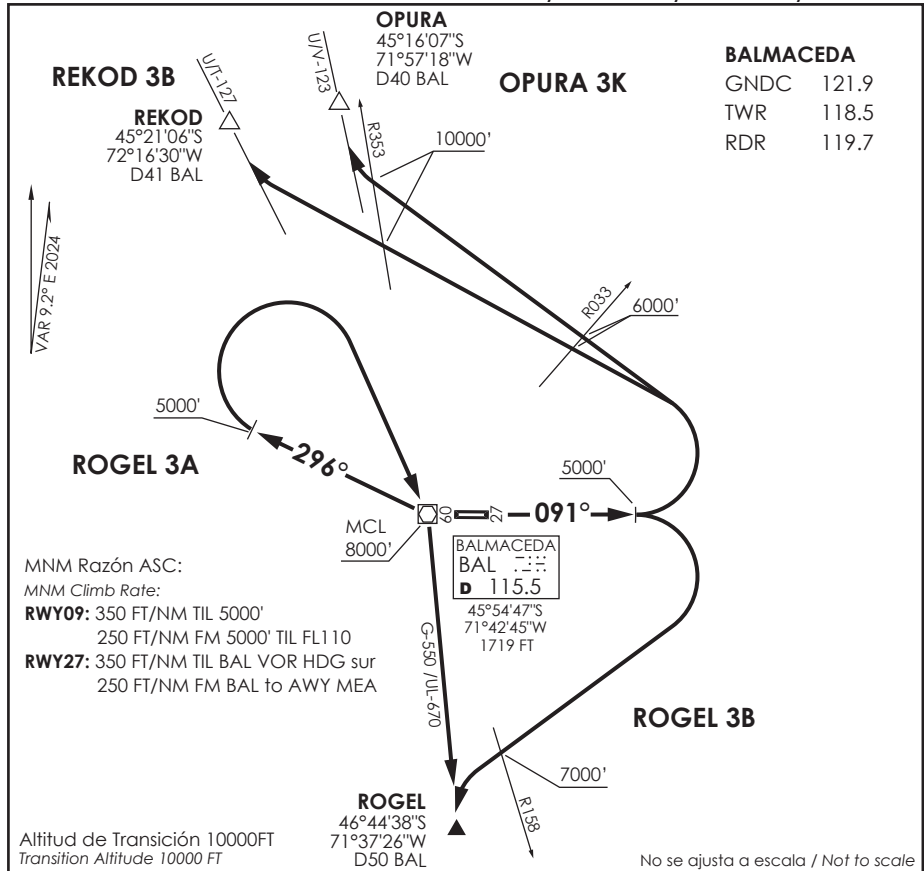 OPURA
45°16'07"S
71°57'18"W
D40 BAL
BALMACEDA
GNDC 121.9
TWR 118.5
RDR 119.7
REKOD 3B
OPURA 3K
U/T-127
U/V-123
REKOD
45°21'06"S
72°16'30"W
D41 BAL
R353
10000'
VAR 9.2° E 2024
R033
6000'
5000'
ROGEL 3A
296°
5000'
091°
09
27
MCL
8000'
BALMACEDA
BAL
D 115.5
45°54'47"S
71°42'45"W
1719 FT
MNM Razón ASC:
MNM Climb Rate:
RWY09: 350 FT/NM TIL 5000'
250 FT/NM FM 5000' TIL FL110
RWY27: 350 FT/NM TIL BAL VOR HDG sur
250 FT/NM FM BAL to AWY MEA
G-550 /UL-670
ROGEL 3B
7000'
R158
ROGEL
46°44'38"S
71°37'26"W
D50 BAL
Altitud de Transición 10000FT
Transition Altitude 10000 FT
No se ajusta a escala / Not to scale